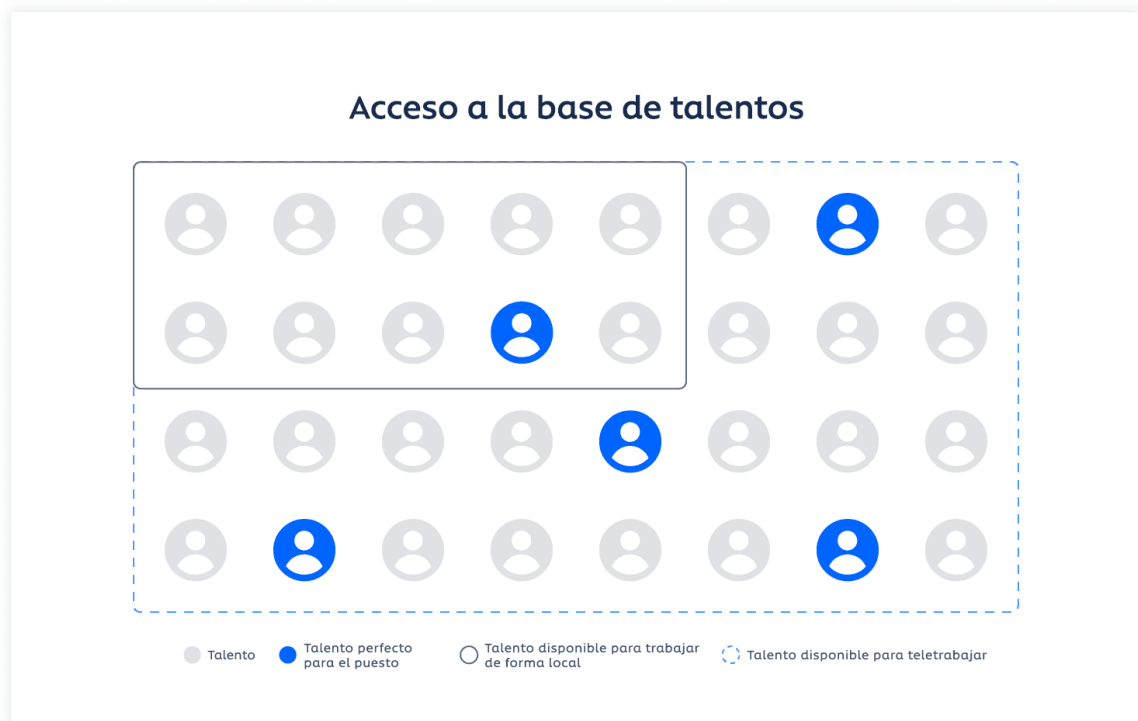 Acceso a la base de talentos
Talento
Talento perfecto
para el puesto
Talento disponible para trabajar
de forma local
Talento disponible para teletrabajar